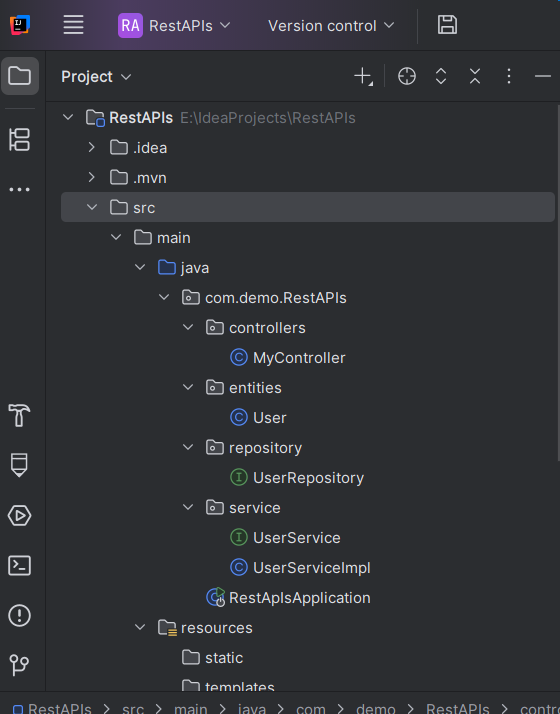 RA RestAPIs Version control
Project
RestAPIs E:\IdeaProjects\RestAPIs
.idea
.mvn
src
main
java
com.demo.RestAPIs
controllers
C MyController
entities
C User
repository
I UserRepository
service
I UserService
C UserServiceImpl
C RestApIsApplication
resources
static
templates
RestAPIs > src > main > java > com > demo > RestAPIs > contro